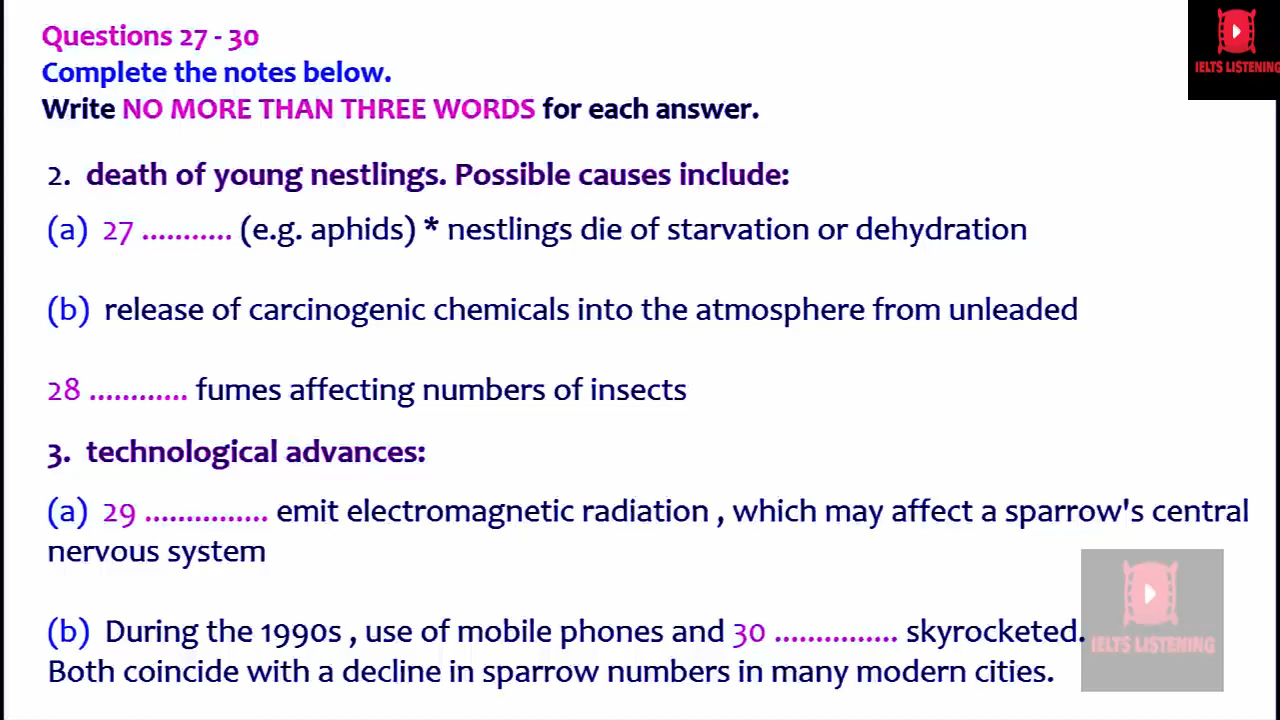 Questions 27 - 30
IELTS LISTENING
Complete the notes below.
Write NO MORE THAN THREE WORDS for each answer.
2. death of young nestlings. Possible causes include:
(a) 27 ........... (e.g. aphids) * nestlings die of starvation or dehydration
(b) release of carcinogenic chemicals into the atmosphere from unleaded
28 ............ fumes affecting numbers of insects
3. technological advances:
(a) 29 ............... emit electromagnetic radiation , which may affect a sparrow's central
nervous system
(b) During the 1990s , use of mobile phones and 30 ............... skyrocketed.
IELTS LISTENING
Both coincide with a decline in sparrow numbers in many modern cities.